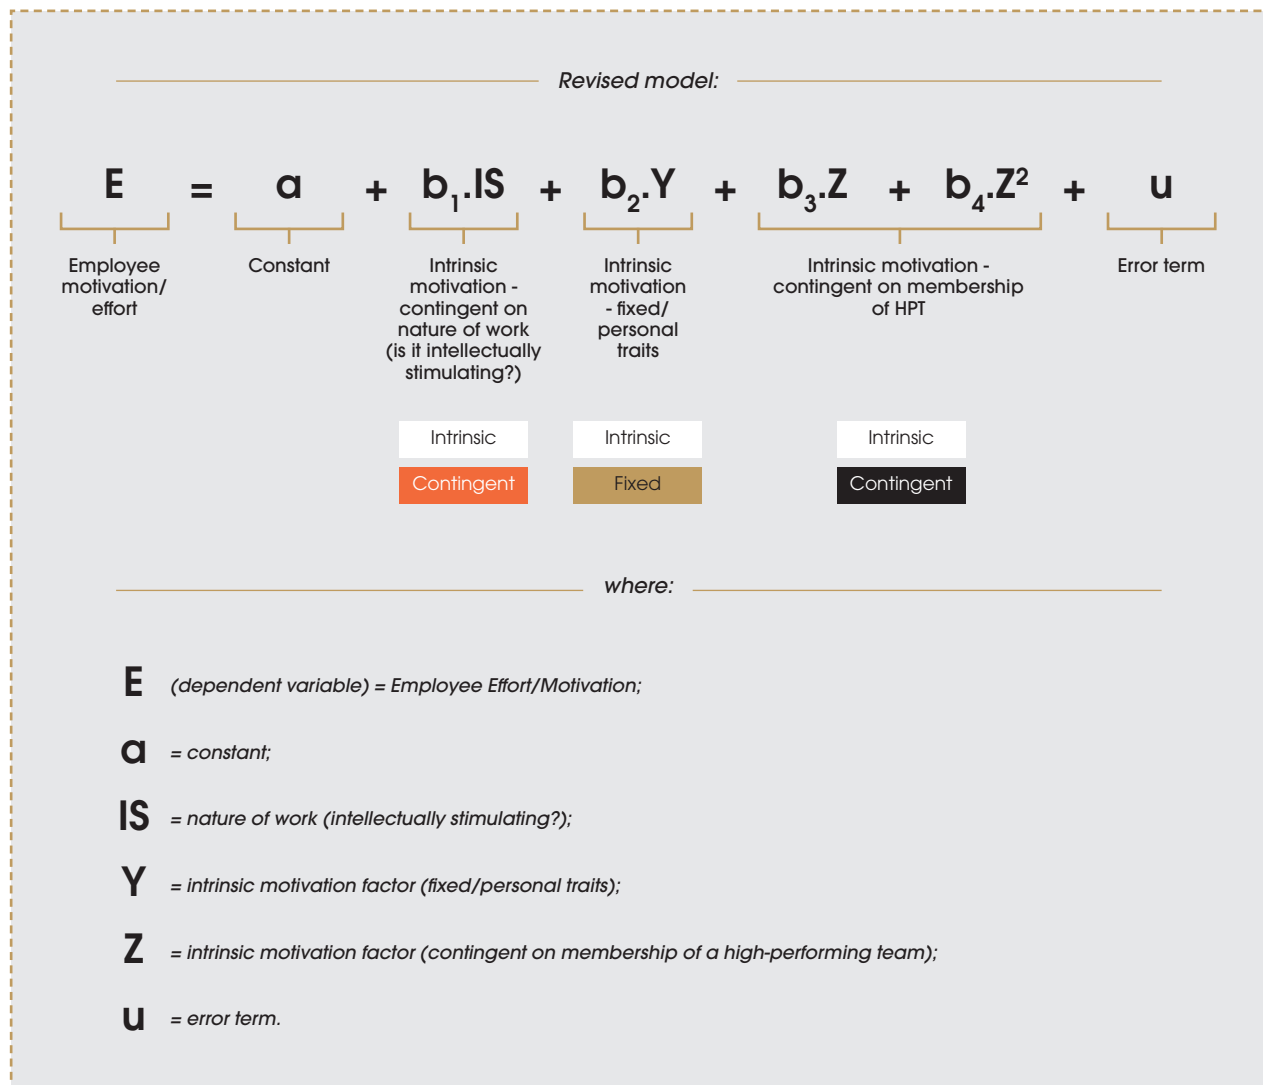 Revised model:
E = a + b₁.IS + b₂.Y + b₃.Z + b₄.Z² + u
Employee
motivation/
effort
Constant
Intrinsic
motivation -
contingent on
nature of work
(is it intellectually
stimulating?)
Intrinsic
motivation
- fixed/
personal
traits
Intrinsic motivation -
contingent on membership
of HPT
Error term
Intrinsic
Contingent
Intrinsic
Fixed
Intrinsic
Contingent
where:
E (dependent variable) = Employee Effort/Motivation;
a = constant;
IS = nature of work (intellectually stimulating?);
Y = intrinsic motivation factor (fixed/personal traits);
Z = intrinsic motivation factor (contingent on membership of a high-performing team);
u = error term.